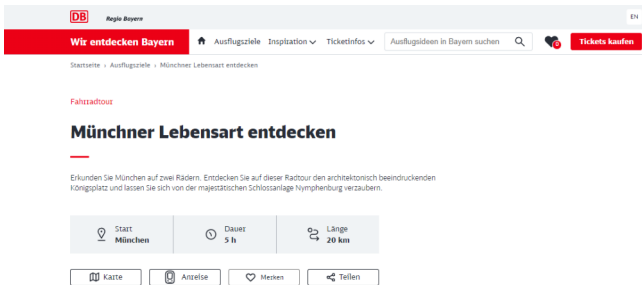 DB Regio Bayern
EN
Wir entdecken Bayern Ausflugsziele Inspiration Ticketinfos Ausflugsideen in Bayern suchen 0 Tickets kaufen
Startseite › Ausflugsziele › Münchner Lebensart entdecken
Fahrradtour
Münchner Lebensart entdecken
Erkunden Sie München auf zwei Rädern. Entdecken Sie auf dieser Radtour den architektonisch beeindruckenden
Königsplatz und lassen Sie sich von der majestätischen Schlossanlage Nymphenburg verzaubern.
Start Dauer Länge
München 5 h 20 km
Karte Anreise Merken Teilen